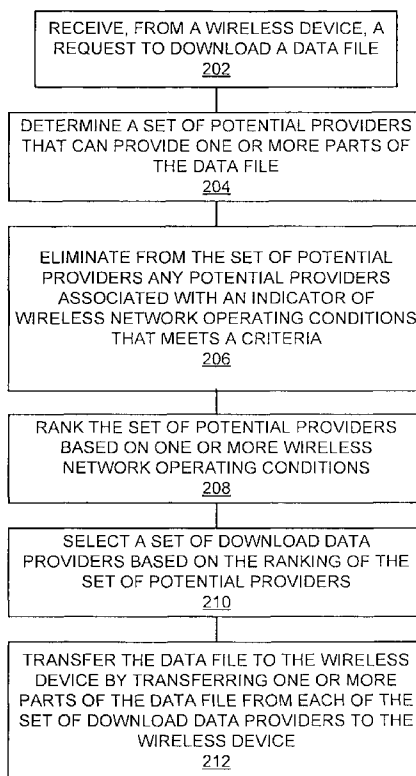 RECEIVE, FROM A WIRELESS DEVICE, A
REQUEST TO DOWNLOAD A DATA FILE
202
DETERMINE A SET OF POTENTIAL PROVIDERS
THAT CAN PROVIDE ONE OR MORE PARTS OF
THE DATA FILE
204
ELIMINATE FROM THE SET OF POTENTIAL
PROVIDERS ANY POTENTIAL PROVIDERS
ASSOCIATED WITH AN INDICATOR OF
WIRELESS NETWORK OPERATING CONDITIONS
THAT MEETS A CRITERIA
206
RANK THE SET OF POTENTIAL PROVIDERS
BASED ON ONE OR MORE WIRELESS
NETWORK OPERATING CONDITIONS
208
SELECT A SET OF DOWNLOAD DATA
PROVIDERS BASED ON THE RANKING OF THE
SET OF POTENTIAL PROVIDERS
210
TRANSFER THE DATA FILE TO THE WIRELESS
DEVICE BY TRANSFERRING ONE OR MORE
PARTS OF THE DATA FILE FROM EACH OF THE
SET OF DOWNLOAD DATA PROVIDERS TO THE
WIRELESS DEVICE
212